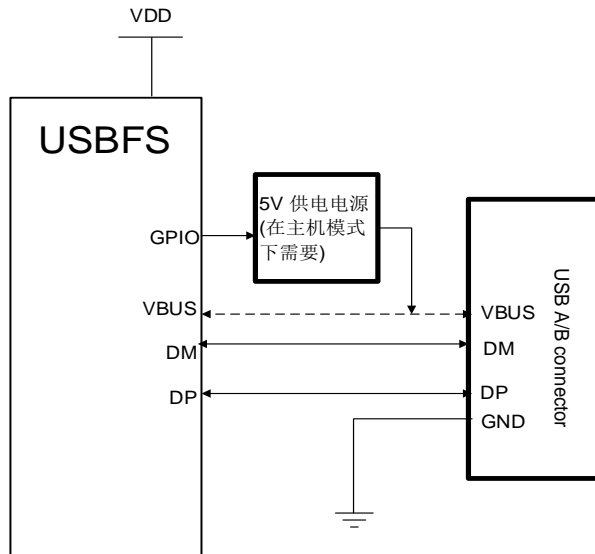 VDD
USBFS
5V 供电电源
(在主机模式
下需要)
GPIO
VBUS
DM
DP
VBUS
DM
DP
GND
USB A/B connector